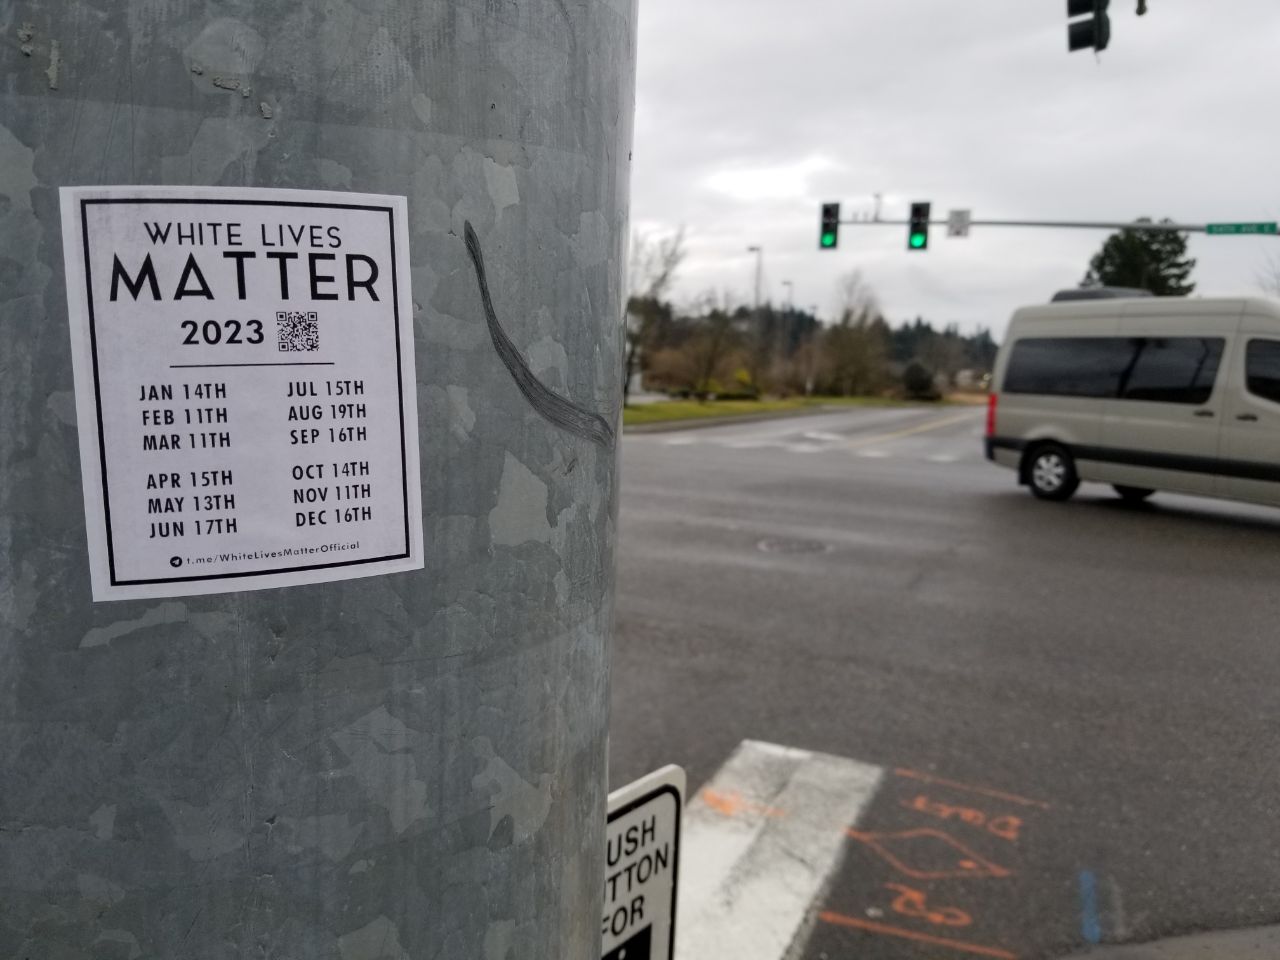 WHITE LIVES
MATTER
2023
JAN 14TH
FEB 11TH
MAR 11TH
APR 15TH
MAY 13TH
JUN 17TH
JUL 15TH
AUG 19TH
SEP 16TH
OCT 14TH
NOV 11TH
DEC 16TH
t.me/WhiteLivesMatterOfficial
USH
TTON
FOR